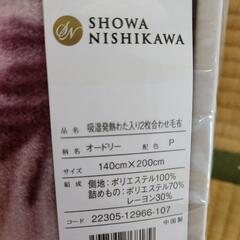 SN
SHOWA
NISHIKAWA
品名 吸湿発熱わた入り2枚合わせ毛布
柄名 オードリー 配色 P
サイズ 140cm×200cm
組成 側地：ポリエステル100%
詰めもの：ポリエステル70%
レーヨン30%
コード 22305-12966-107
中国製